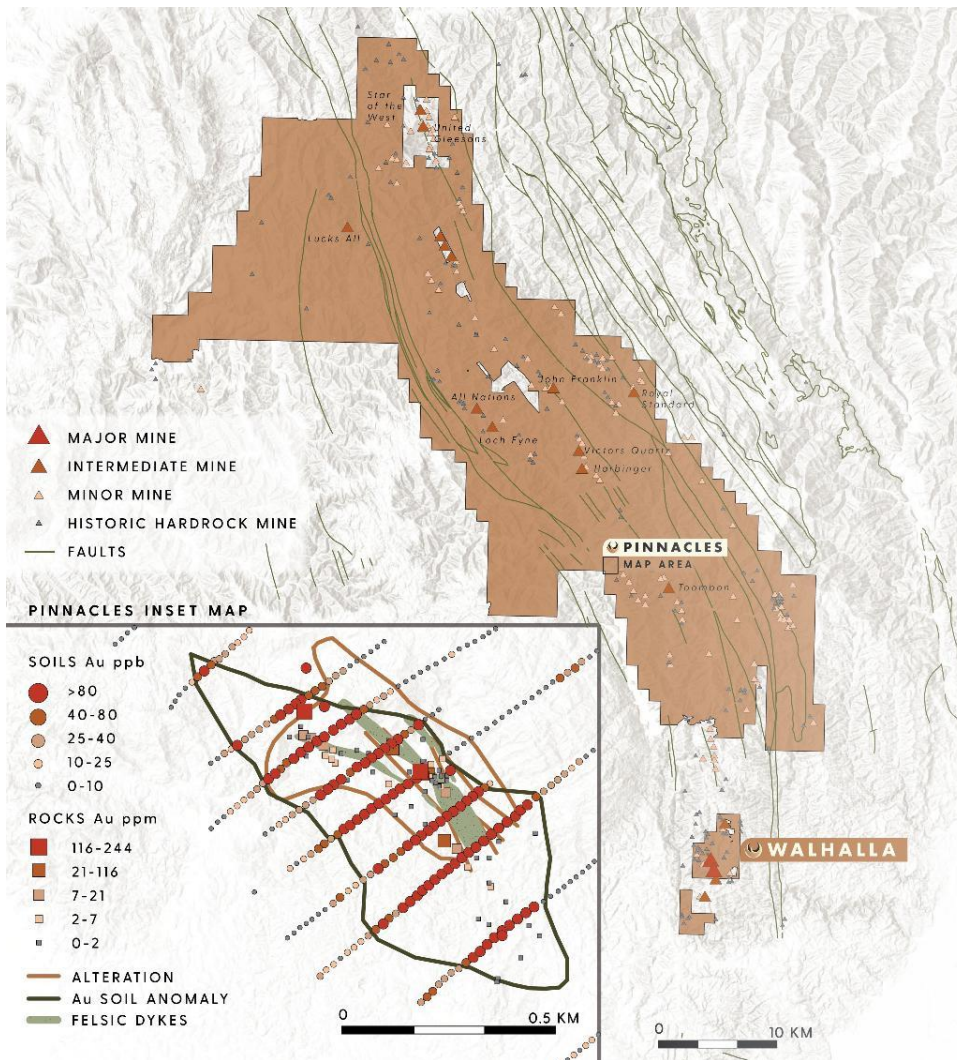 Star
of the
West
United
Gleesons
Lucks All
John Franklin
Royal
Standard
All Nations
Loch Fyne
Victors Quartz
Harbinger
MAJOR MINE
INTERMEDIATE MINE
MINOR MINE
HISTORIC HARDROCK MINE
FAULTS
PINNACLES
MAP AREA
Toombon
PINNACLES INSET MAP
SOILS Au ppb
>80
40-80
25-40
10-25
0-10
ROCKS Au ppm
116-244
21-116
7-21
2-7
0-2
ALTERATION
Au SOIL ANOMALY
FELSIC DYKES
0 0.5 KM
WALHALLA
0 10 KM